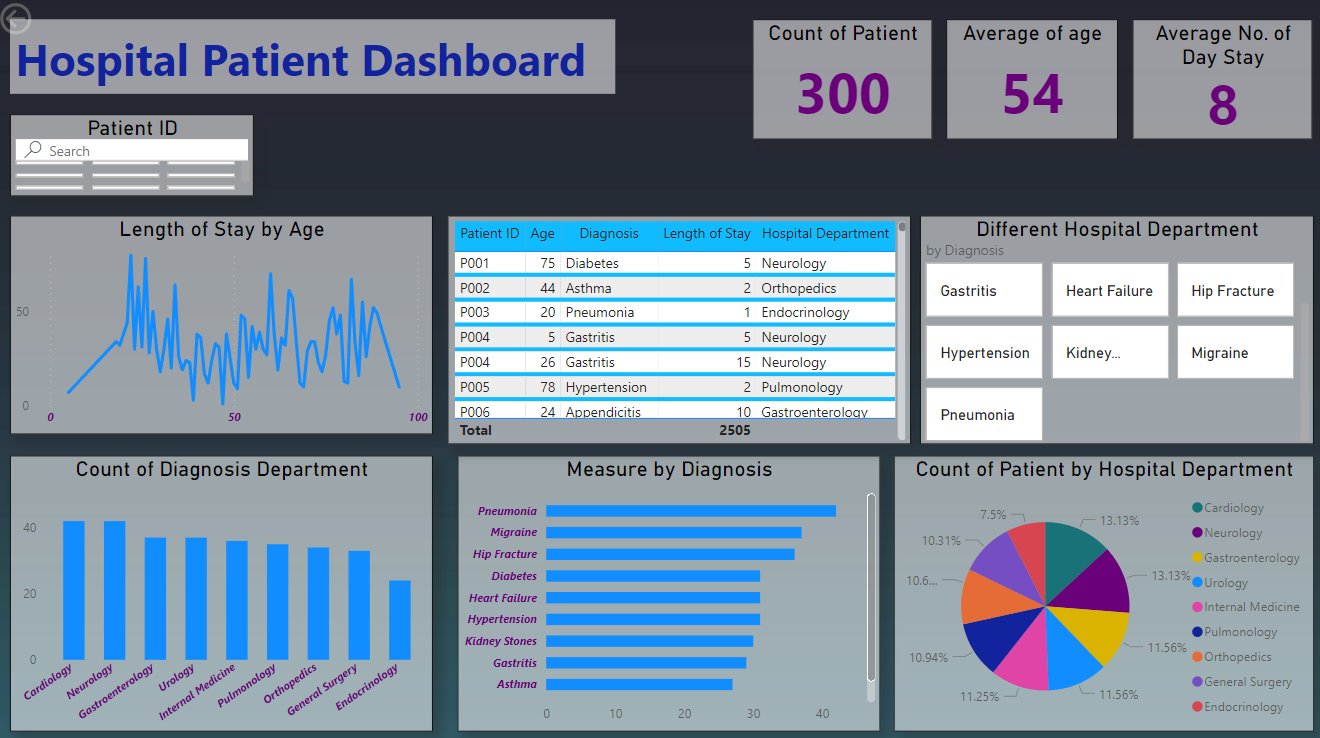 Hospital Patient Dashboard
Count of Patient
300
Average of age
54
Average No. of
Day Stay
8
Patient ID
Search
Length of Stay by Age
50
0
0 50 100
Patient ID Age Diagnosis Length of Stay Hospital Department
P001 75 Diabetes 5 Neurology
P002 44 Asthma 2 Orthopedics
P003 20 Pneumonia 1 Endocrinology
P004 5 Gastritis 5 Neurology
P004 26 Gastritis 15 Neurology
P005 78 Hypertension 2 Pulmonology
P006 24 Appendicitis 10 Gastroenterology
Total 2505
Different Hospital Department
by Diagnosis
Gastritis Heart Failure Hip Fracture
Hypertension Kidney... Migraine
Pneumonia
Count of Diagnosis Department
40
20
0
Cardiology
Neurology
Gastroenterology
Urology
Internal Medicine
Pulmonology
Orthopedics
General Surgery
Endocrinology
Measure by Diagnosis
Pneumonia
Migraine
Hip Fracture
Diabetes
Heart Failure
Hypertension
Kidney Stones
Gastritis
Asthma
0 10 20 30 40
Count of Patient by Hospital Department
13.13%
13.13%
11.56%
11.56%
11.25%
10.94%
10.6...
10.31%
7.5%
Cardiology
Neurology
Gastroenterology
Urology
Internal Medicine
Pulmonology
Orthopedics
General Surgery
Endocrinology